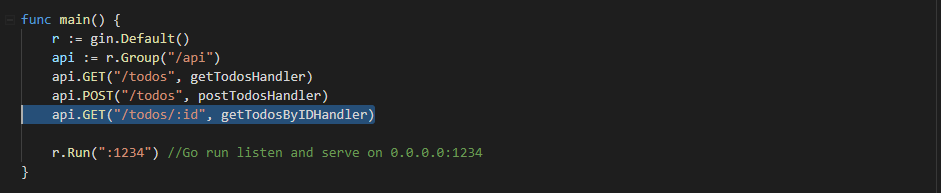 func main() {
    r := gin.Default()
    api := r.Group("/api")
    api.GET("/todos", getTodosHandler)
    api.POST("/todos", postTodosHandler)
    api.GET("/todos/:id", getTodosByIDHandler)
    r.Run(":1234") //Go run listen and serve on 0.0.0.0:1234
}